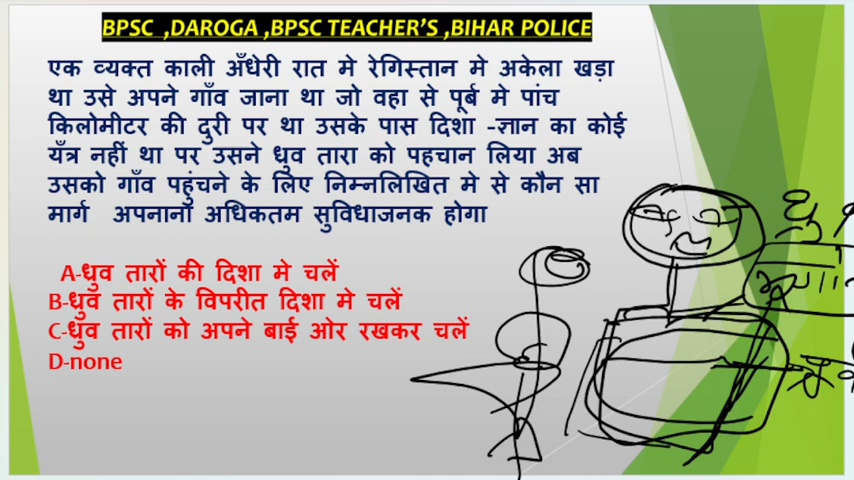 BPSC ,DAROGA ,BPSC TEACHER'S ,BIHAR POLICE
एक व्यक्त काली अँधेरी रात मे रेगिस्तान मे अकेला खड़ा
था उसे अपने गाँव जाना था जो वहा से पूर्ब मे पांच
किलोमीटर की दुरी पर था उसके पास दिशा -ज्ञान का कोई
यँत्र नहीं था पर उसने ध्रुव तारा को पहचान लिया अब
उसको गाँव पहुंचने के लिए निम्नलिखित मे से कौन सा
मार्ग अपनाना अधिकतम सुविधाजनक होगा
A-ध्रुव तारों की दिशा मे चलें
B-ध्रुव तारों के विपरीत दिशा मे चलें
C-ध्रुव तारों को अपने बाई ओर रखकर चलें
D-none